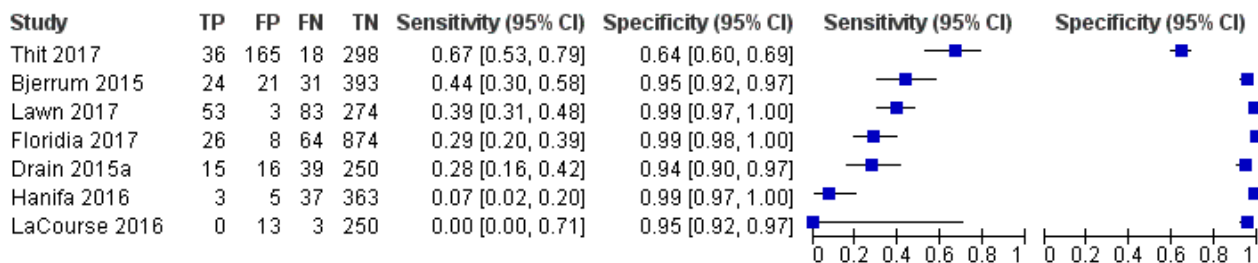 Study TP FP FN TN Sensitivity (95% CI) Specificity (95% CI) Sensitivity (95% CI) Specificity (95% CI)
Thit 2017 36 165 18 298 0.67 [0.53, 0.79] 0.64 [0.60, 0.69]
Bjerrum 2015 24 21 31 393 0.44 [0.30, 0.58] 0.95 [0.92, 0.97]
Lawn 2017 53 3 83 274 0.39 [0.31, 0.48] 0.99 [0.97, 1.00]
Floridia 2017 26 8 64 874 0.29 [0.20, 0.39] 0.99 [0.98, 1.00]
Drain 2015a 15 16 39 250 0.28 [0.16, 0.42] 0.94 [0.90, 0.97]
Hanifa 2016 3 5 37 363 0.07 [0.02, 0.20] 0.99 [0.97, 1.00]
LaCourse 2016 0 13 3 250 0.00 [0.00, 0.71] 0.95 [0.92, 0.97]
0 0.2 0.4 0.6 0.8 1 0 0.2 0.4 0.6 0.8 1